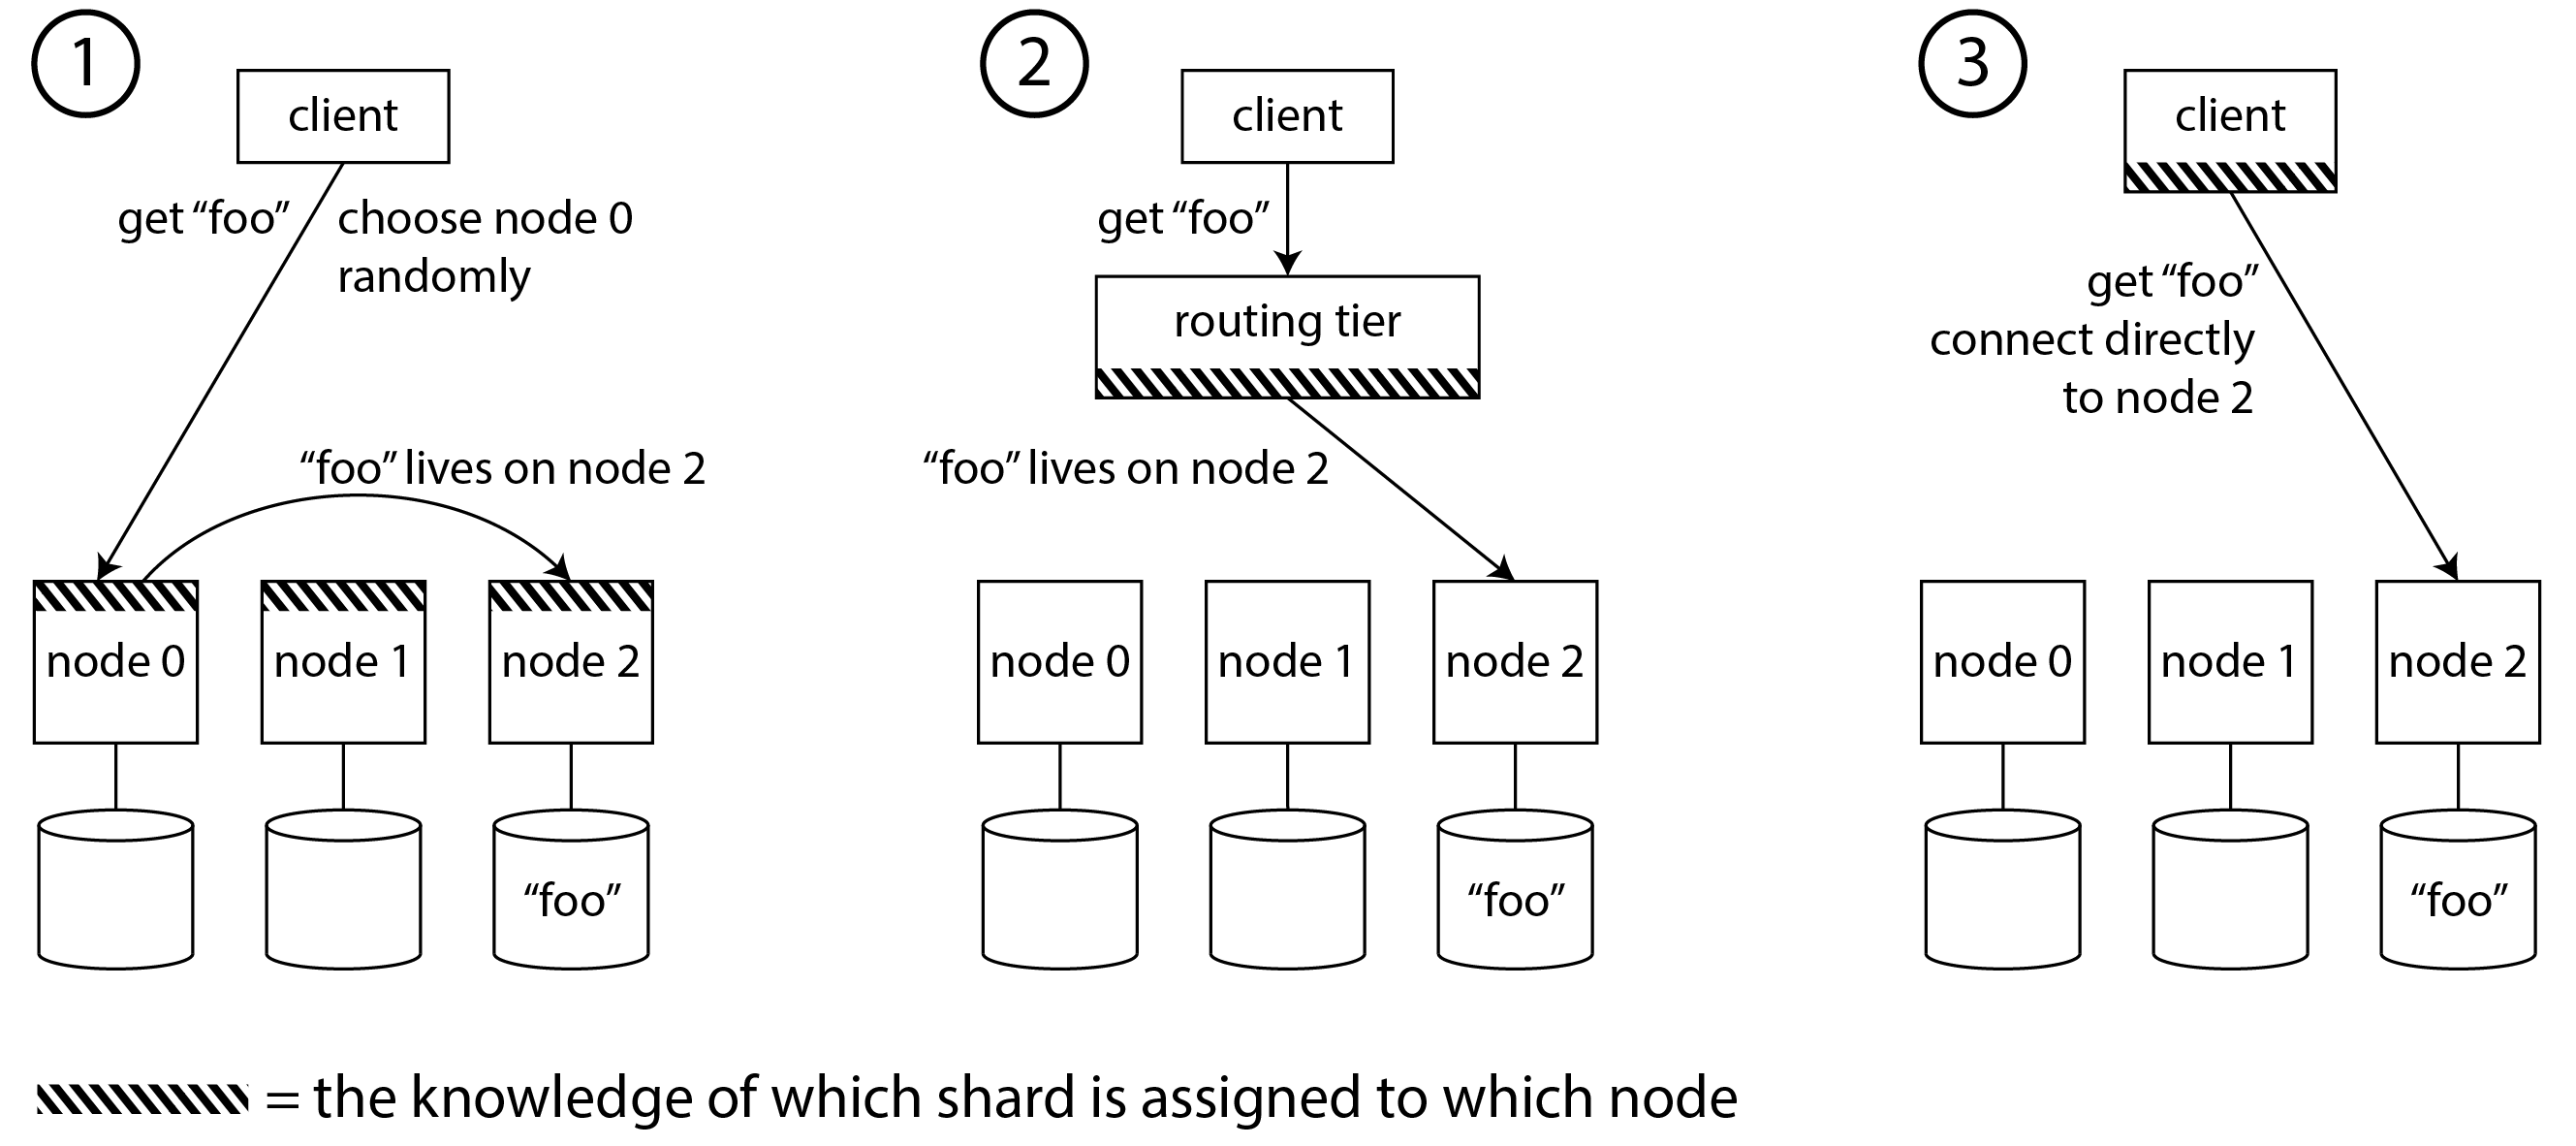 1
client
get “foo”
choose node 0
randomly
“foo” lives on node 2
node 0
node 1
node 2
“foo”
2
client
get “foo”
routing tier
“foo” lives on node 2
node 0
node 1
node 2
“foo”
3
client
get “foo”
connect directly
to node 2
node 0
node 1
node 2
“foo”
= the knowledge of which shard is assigned to which node